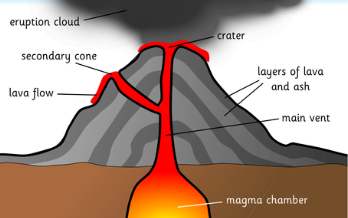 eruption cloud
crater
secondary cone
layers of lava
and ash
lava flow
main vent
magma chamber